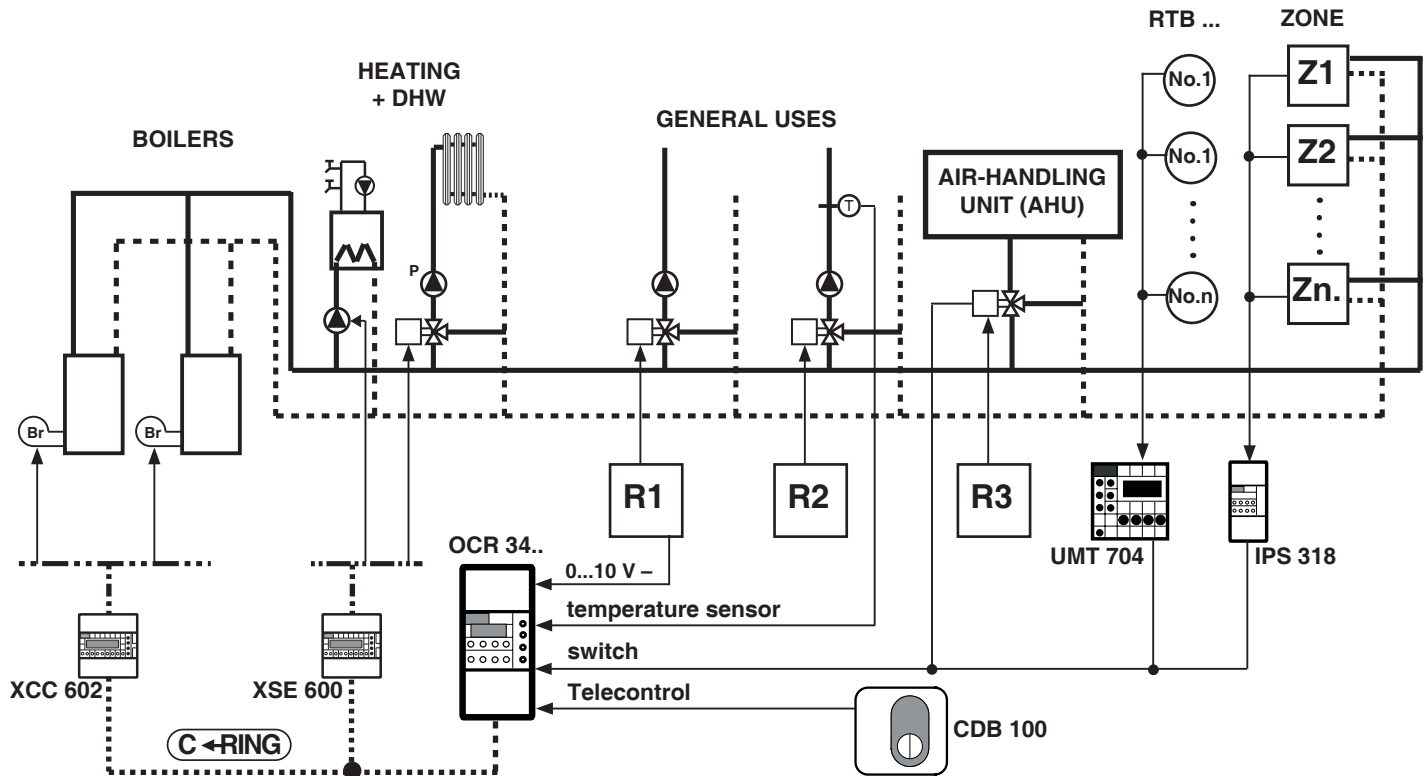 RTB ...
ZONE
HEATING
+ DHW
BOILERS
GENERAL USES
AIR-HANDLING
UNIT (AHU)
No.1
No.1
No.n
Z1
Z2
Zn.
T
P
Br
Br
R1
R2
R3
UMT 704
IPS 318
OCR 34..
0...10 V –
temperature sensor
switch
Telecontrol
CDB 100
XCC 602
XSE 600
C RING